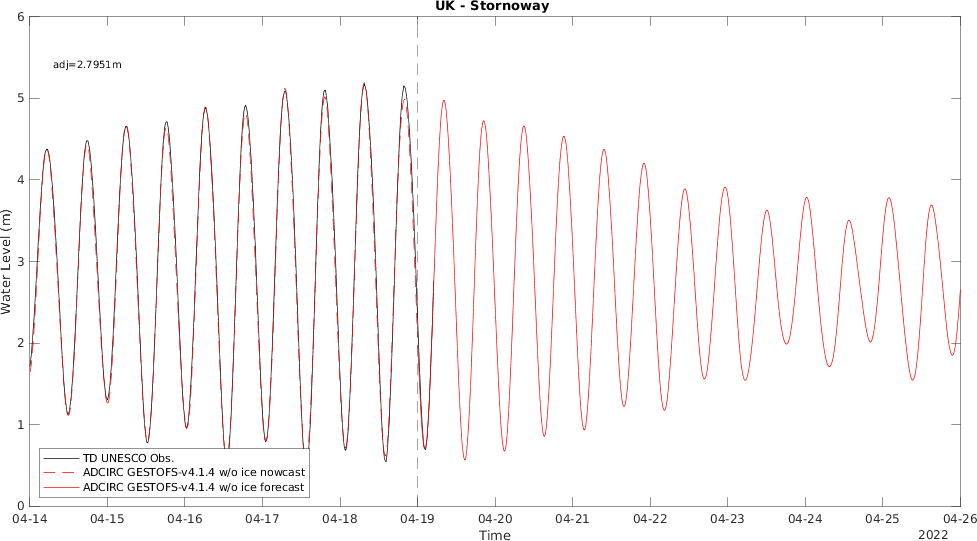 UK - Stornoway
adj=2.7951m
6
5
4
3
2
1
0
Water Level (m)
TD UNESCO Obs.
ADCIRC GESTOFS-v4.1.4 w/o ice nowcast
ADCIRC GESTOFS-v4.1.4 w/o ice forecast
04-14 04-15 04-16 04-17 04-18 04-19 04-20 04-21 04-22 04-23 04-24 04-25 04-26
Time
2022